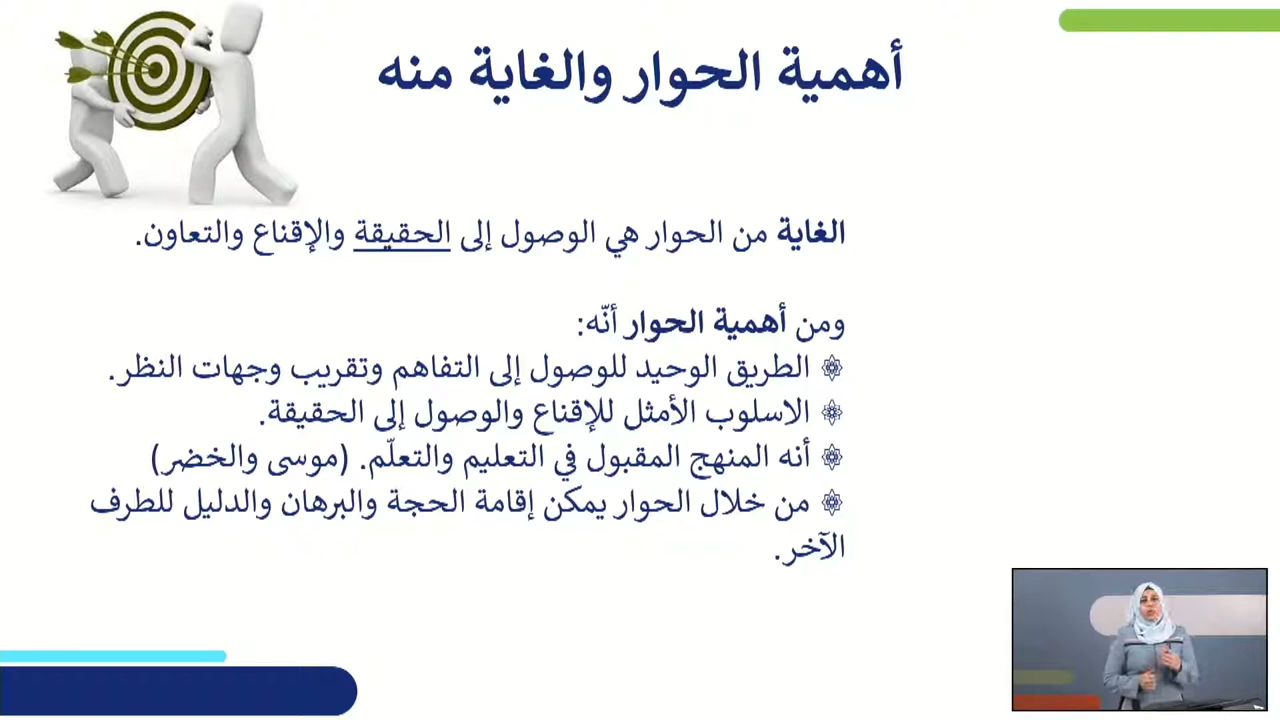 أهمية الحوار والغاية منه
الغاية من الحوار هي الوصول إلى الحقيقة والإقناع والتعاون.
ومن أهمية الحوار أنّه:
الطريق الوحيد للوصول إلى التفاهم وتقريب وجهات النظر.
الاسلوب الأمثل للإقناع والوصول إلى الحقيقة.
أنه المنهج المقبول في التعليم والتعلّم. (موسى والخضر)
من خلال الحوار يمكن إقامة الحجة والبرهان والدليل للطرف
الآخر.